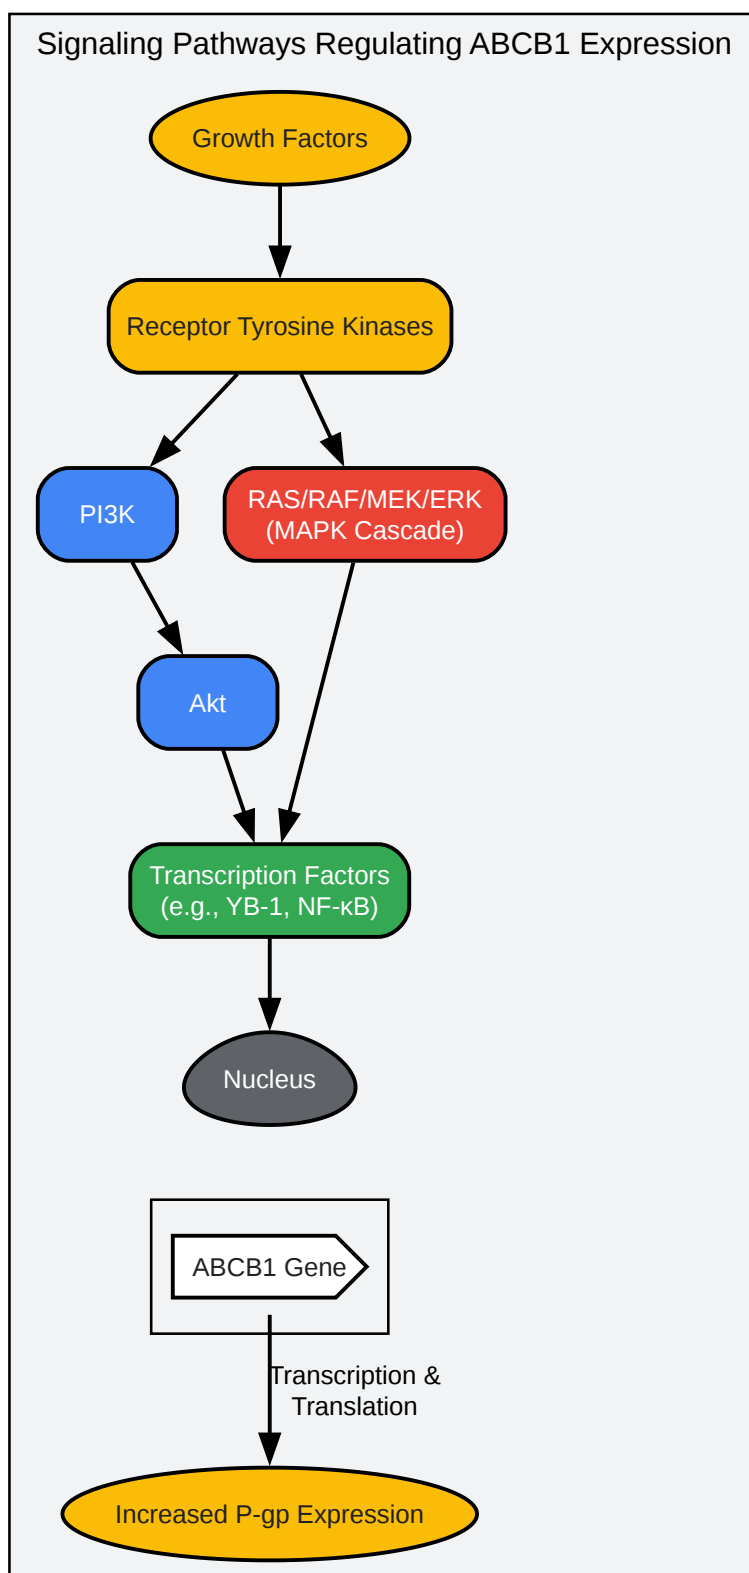 Signaling Pathways Regulating ABCB1 Expression
Growth Factors
Receptor Tyrosine Kinases
PI3K
RAS/RAF/MEK/ERK
(MAPK Cascade)
Akt
Transcription Factors
(e.g., YB-1, NF-κB)
Nucleus
ABCB1 Gene
Transcription &
Translation
Increased P-gp Expression